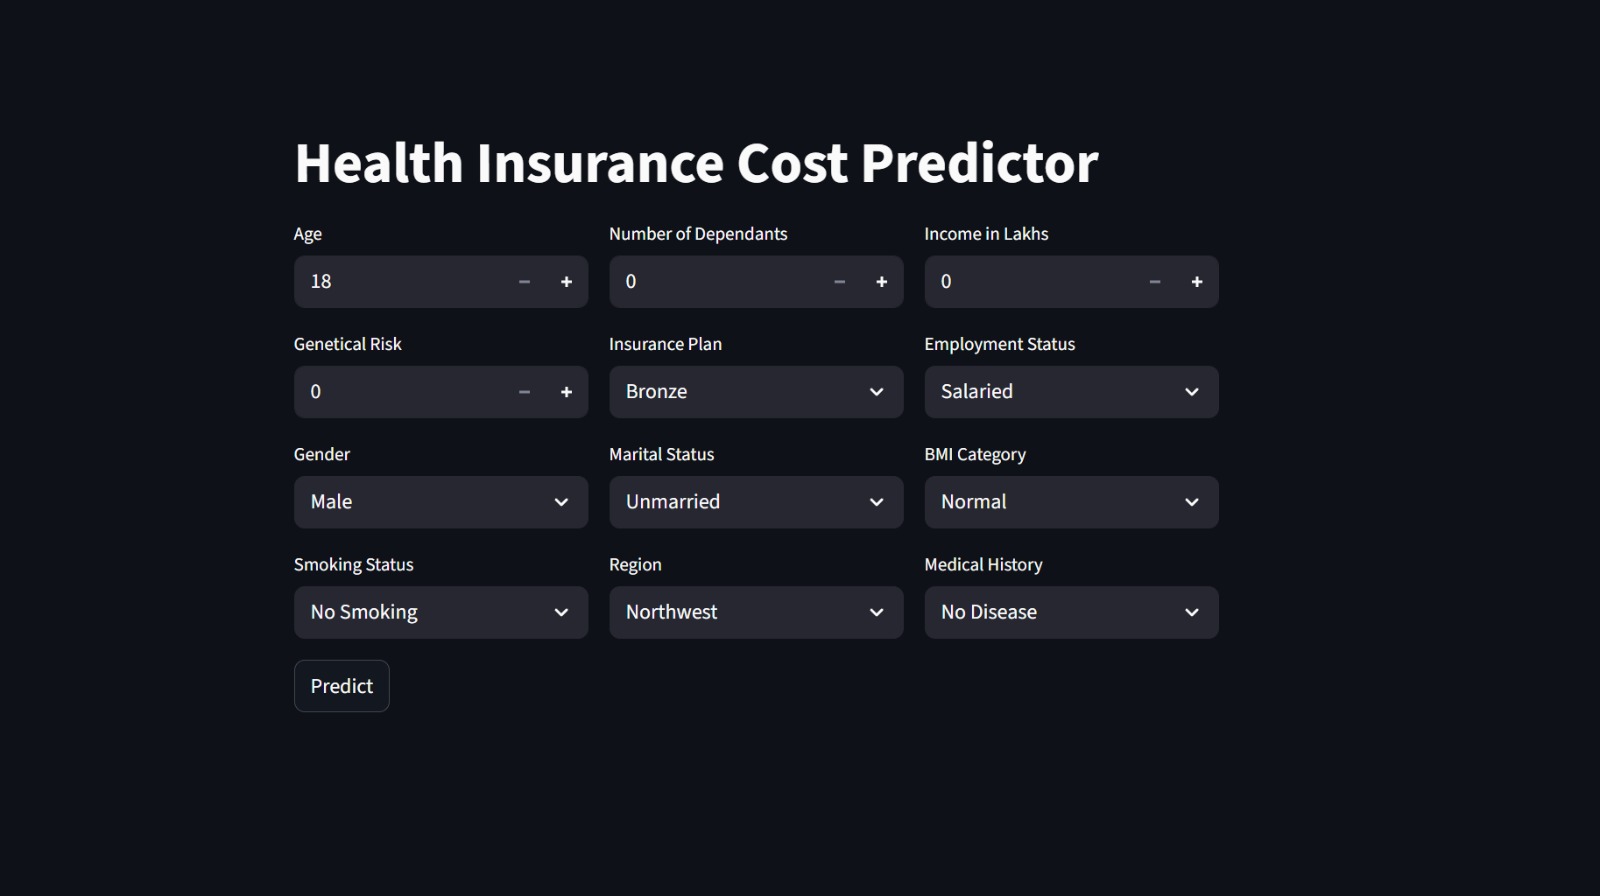 Health Insurance Cost Predictor
Age
Number of Dependants
Income in Lakhs
18
0
0
Genetical Risk
Insurance Plan
Employment Status
0
Bronze
Salaried
Gender
Marital Status
BMI Category
Male
Unmarried
Normal
Smoking Status
Region
Medical History
No Smoking
Northwest
No Disease
Predict